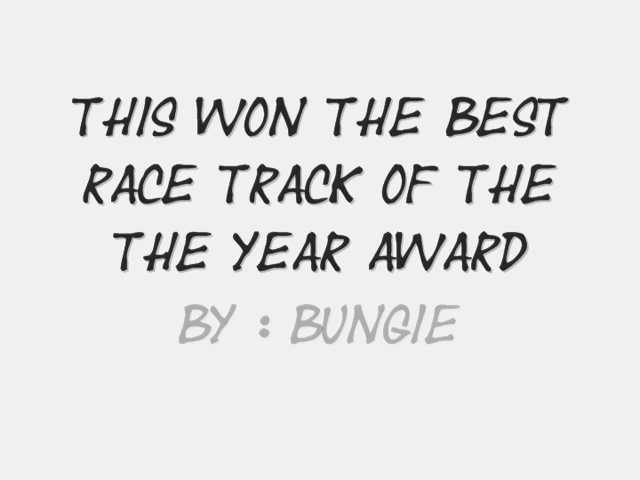 THIS WON THE BEST
RACE TRACK OF THE
THE YEAR AWARD
BY : BUNGIE